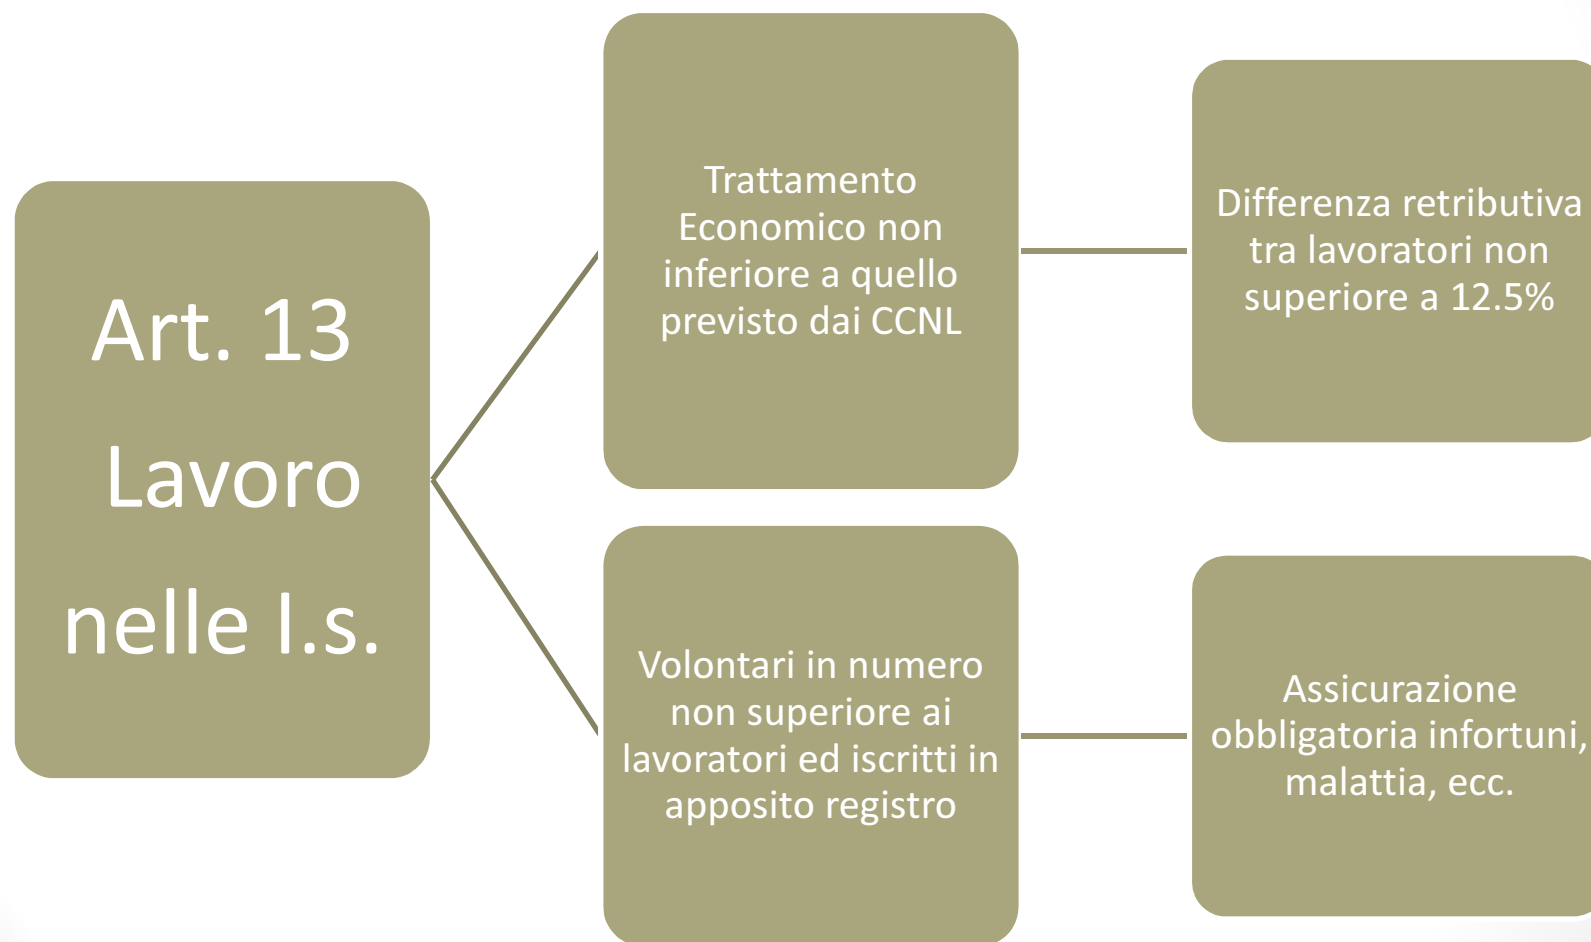 Art. 13
Lavoro
nelle I.s.
Trattamento
Economico non
inferiore a quello
previsto dai CCNL
Differenza retributiva
tra lavoratori non
superiore a 12.5%
Volontari in numero
non superiore ai
lavoratori ed iscritti in
apposito registro
Assicurazione
obbligatoria infortuni,
malattia, ecc.